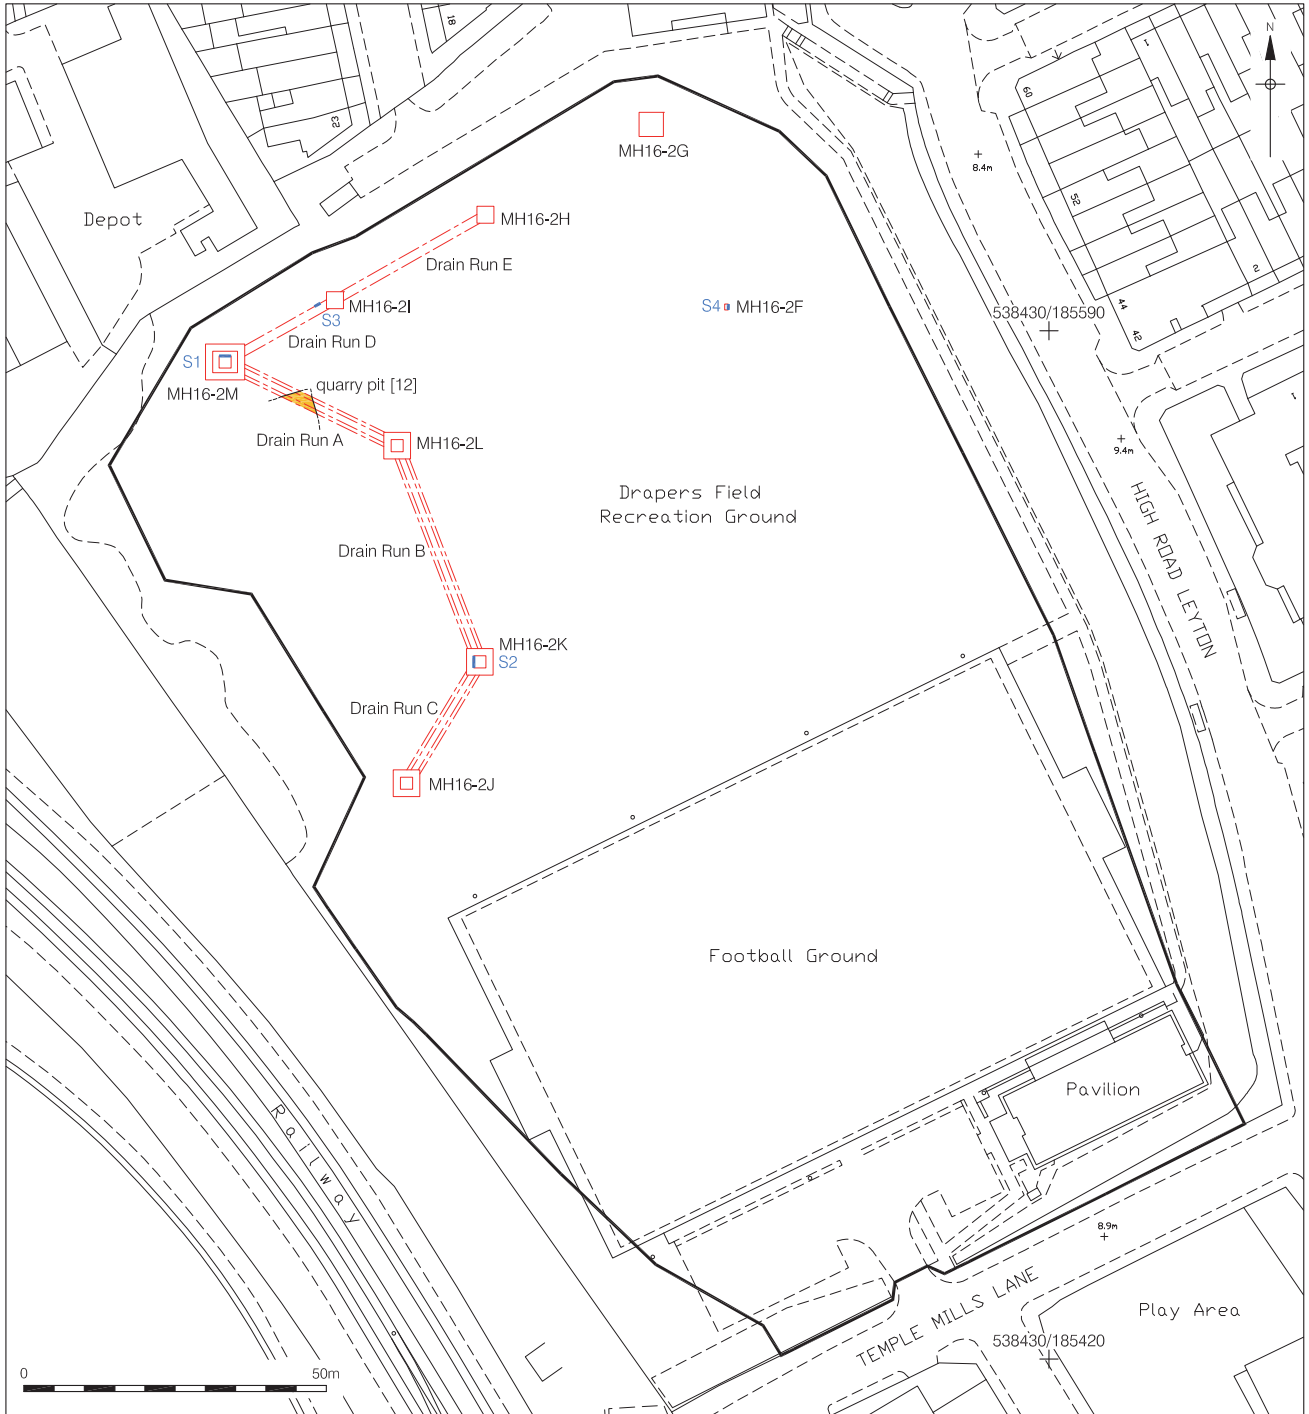 18
23
N
MH16-2G
60
1
8.4m
52
Depot
MH16-2H
Drain Run E
2
S4
MH16-2F
538430/185590
44
42
MH16-2I
S3
Drain Run D
S1
MH16-2M
quarry pit [12]
1
Drain Run A
MH16-2L
9.4m
Drapers Field
Recreation Ground
HIGH ROAD LEYTON
Drain Run B
MH16-2K
S2
Drain Run C
MH16-2J
Football Ground
Pavilion
Railway
8.9m
TEMPLE MILLS LANE
Play Area
538430/185420
0
50m